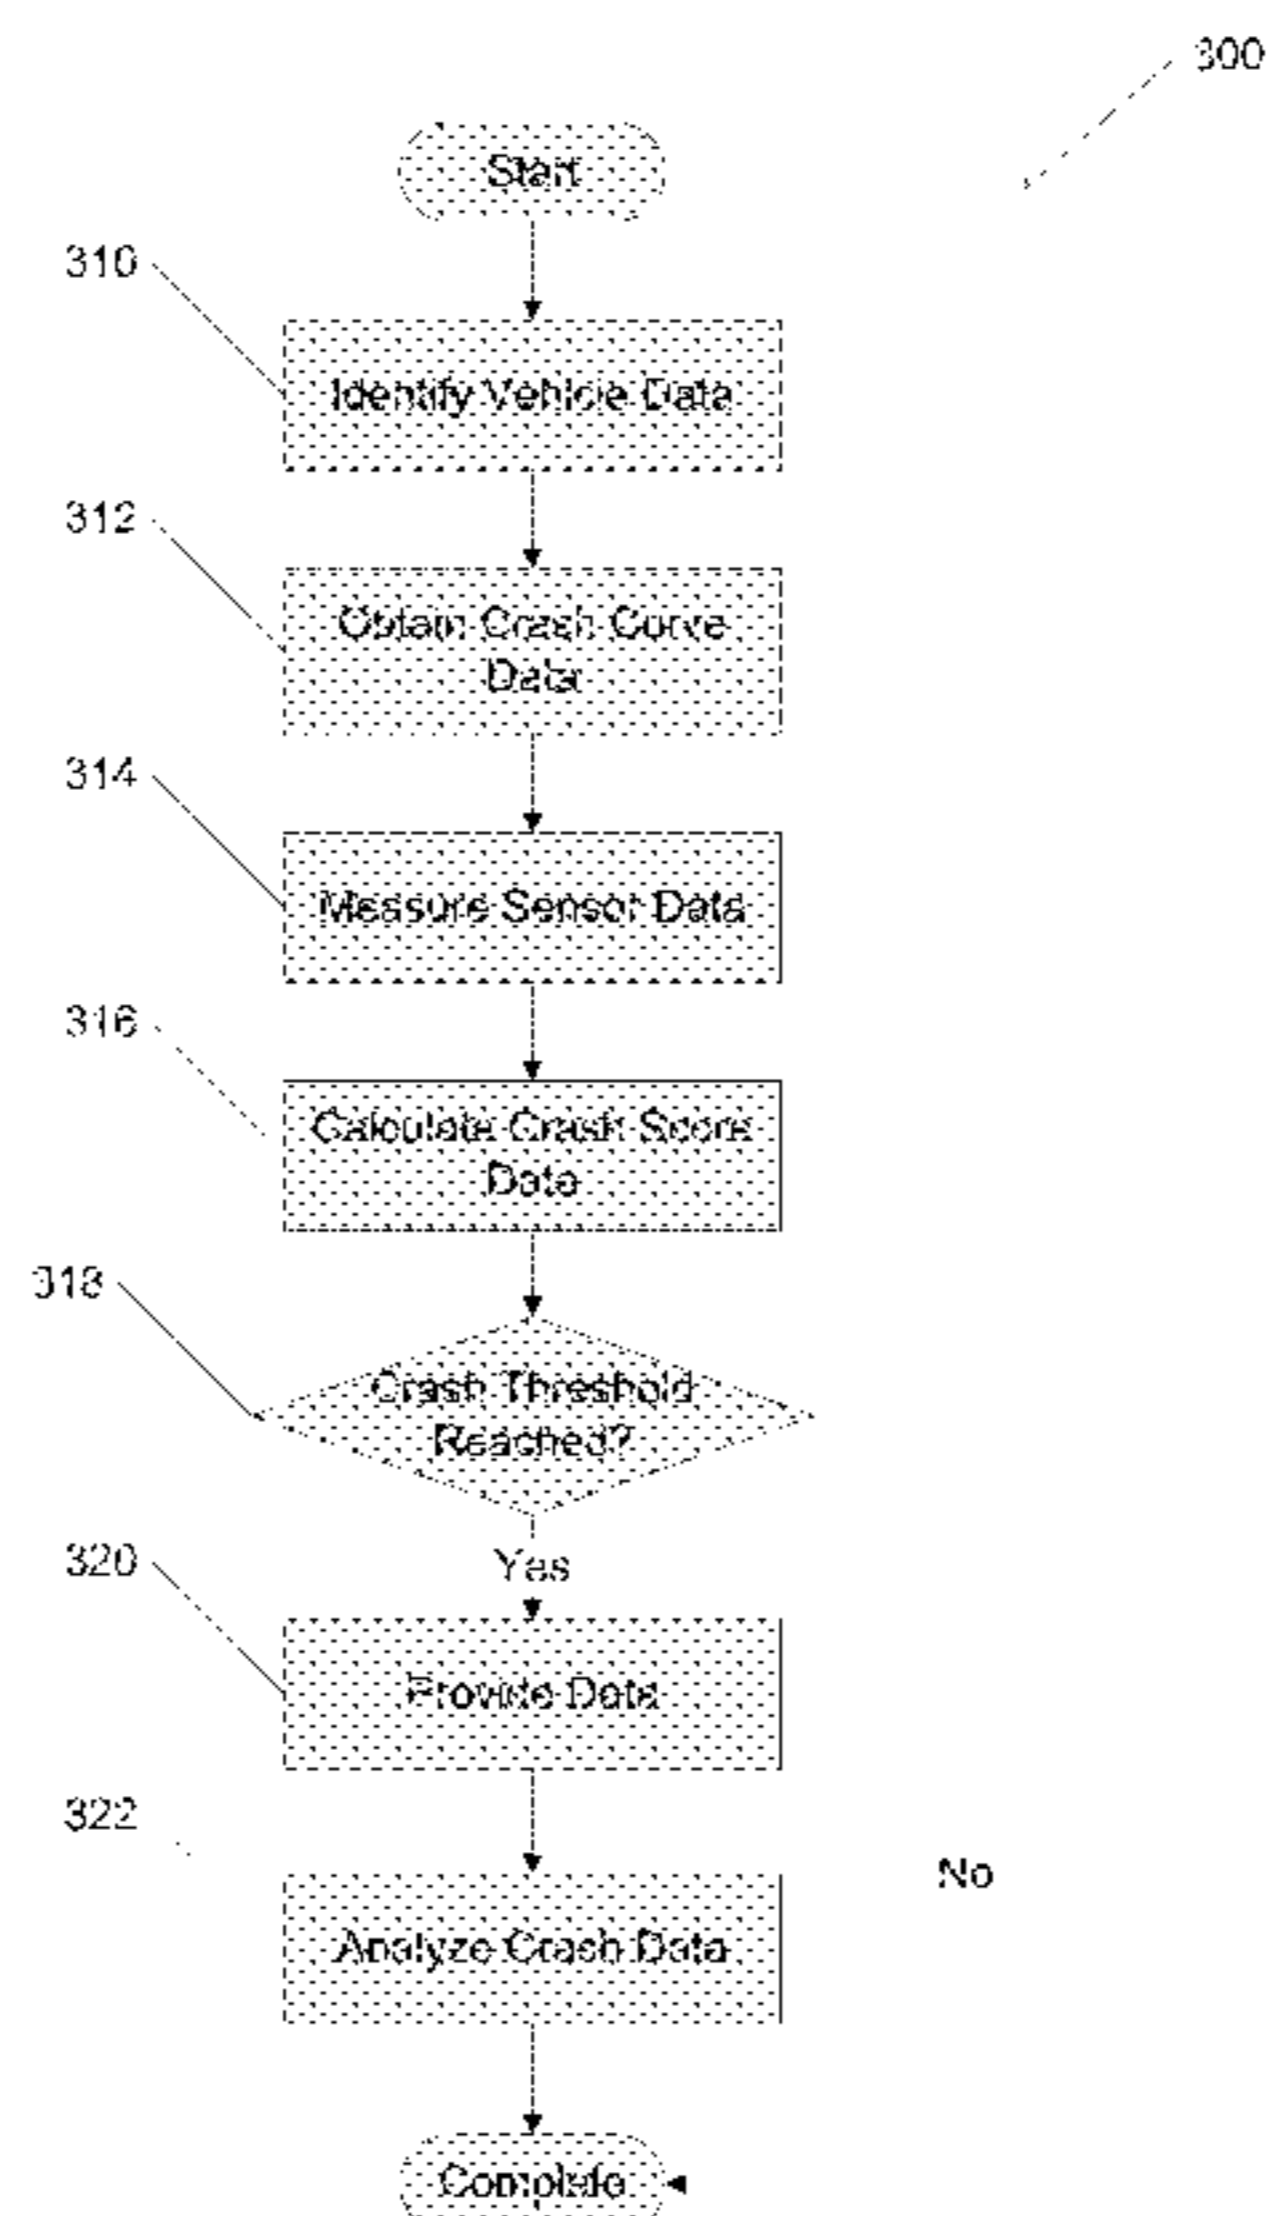 300
Start
310
Identify Vehicle Data
312
Obtain Crash Curve
Data
314
Measure Sensor Data
316
Calculate Crash Score
Data
318
Crash Threshold
Reached?
Yes
320
Provide Data
322
No
Analyze Crash Data
Complete